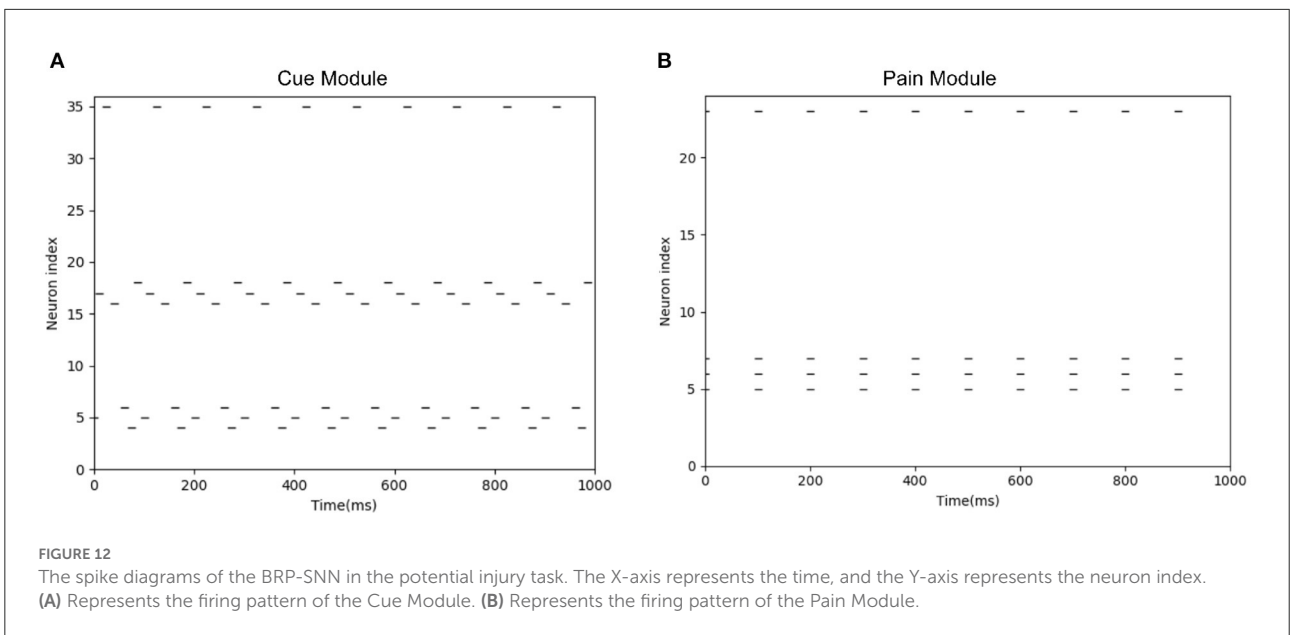 A
Cue Module
35
30
25
20
15
10
5
0
Neuron index
0 200 400 600 800 1000
Time(ms)
B
Pain Module
20
15
10
5
0
Neuron index
0 200 400 600 800 1000
Time(ms)
FIGURE 12
The spike diagrams of the BRP-SNN in the potential injury task. The X-axis represents the time, and the Y-axis represents the neuron index.
(A) Represents the firing pattern of the Cue Module. (B) Represents the firing pattern of the Pain Module.